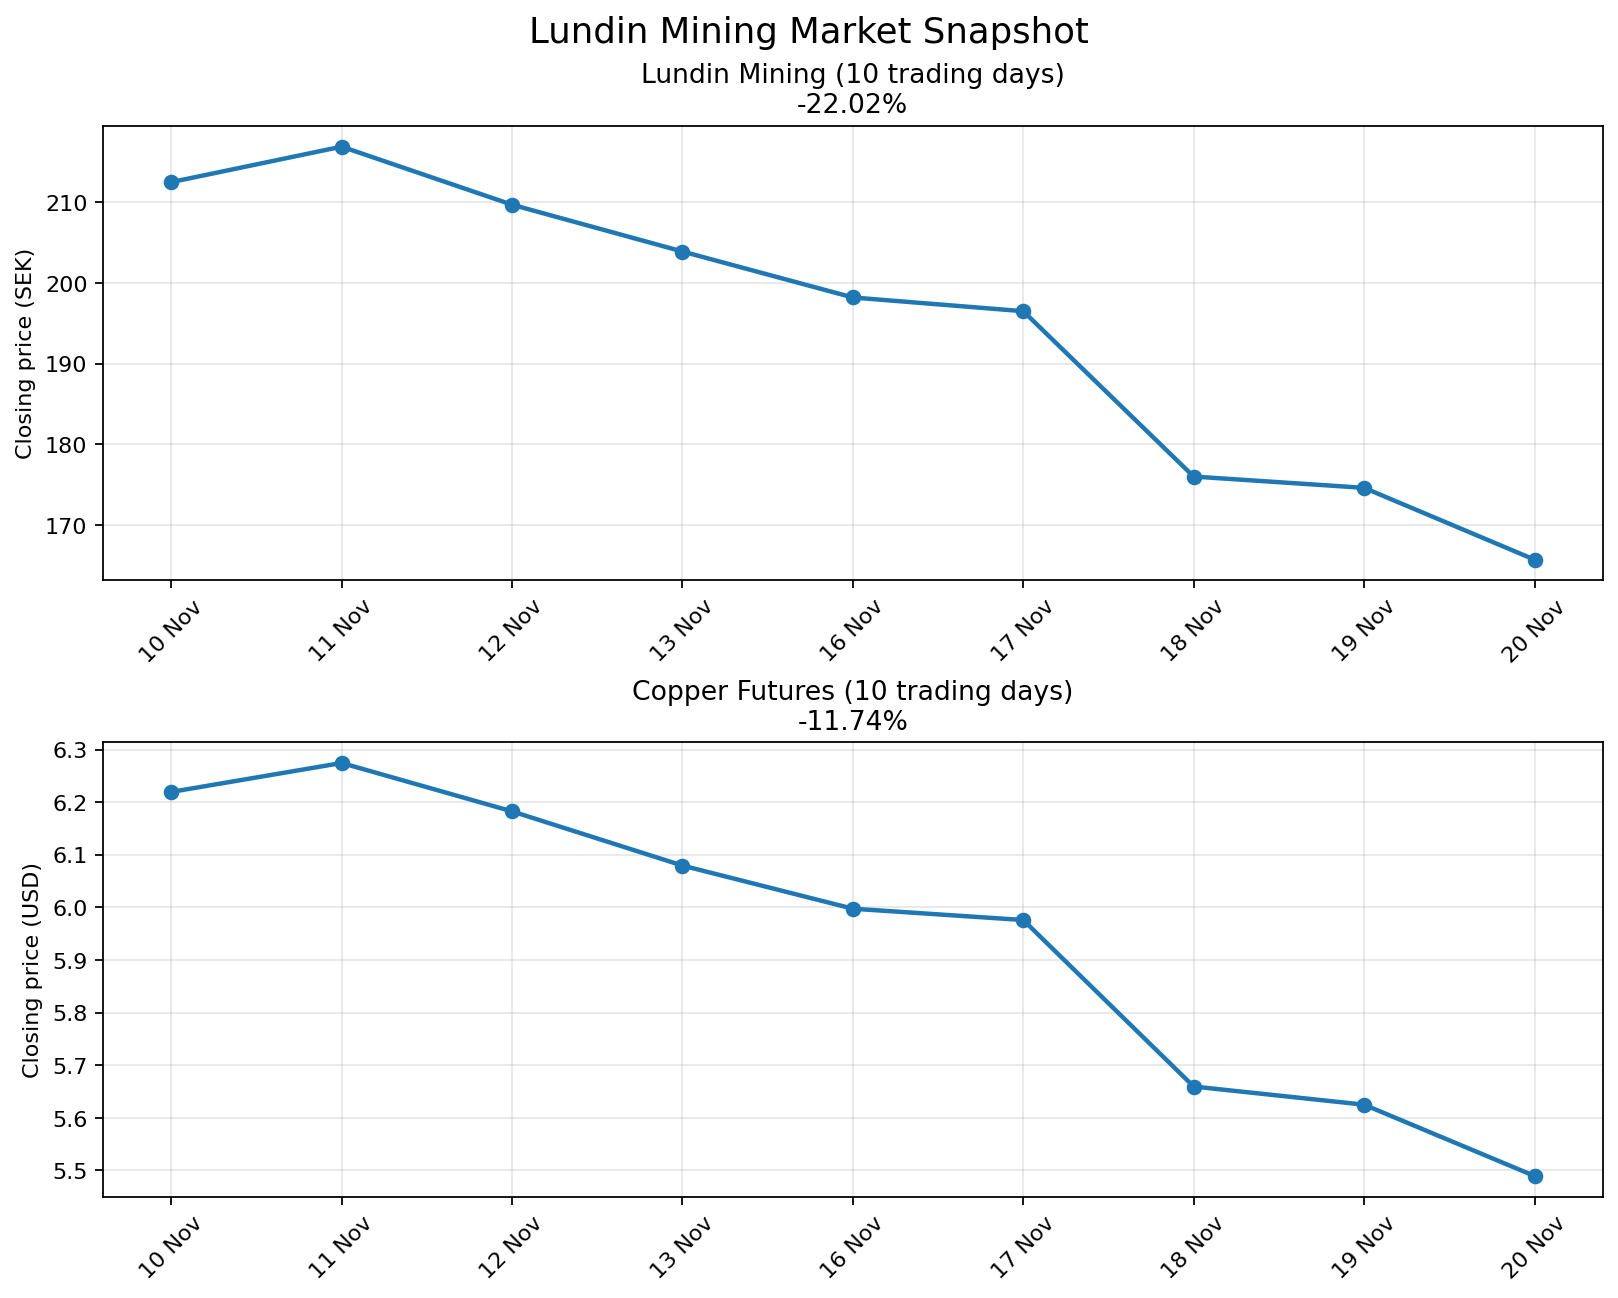 Lundin Mining Market Snapshot
Lundin Mining (10 trading days)
-22.02%
Closing price (SEK)
210
200
190
180
170
10 Nov
11 Nov
12 Nov
13 Nov
16 Nov
17 Nov
18 Nov
19 Nov
20 Nov
Copper Futures (10 trading days)
-11.74%
Closing price (USD)
6.3
6.2
6.1
6.0
5.9
5.8
5.7
5.6
5.5
10 Nov
11 Nov
12 Nov
13 Nov
16 Nov
17 Nov
18 Nov
19 Nov
20 Nov